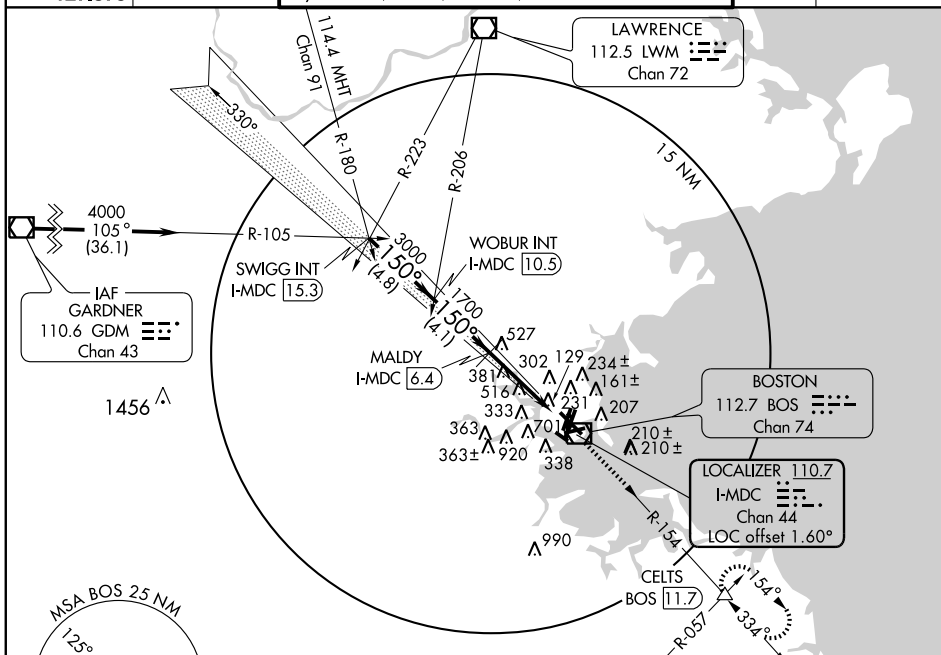 LAWRENCE
112.5 LWM
Chan 72
114.4 MHT
Chan 91
R-180
R-223
R-206
15 NM
330°
4000
105°
(36.1)
R-105
IAF
GARDNER
110.6 GDM
Chan 43
SWIGG INT
I-MDC 15.3
3000
150°
(4.8)
WOBUR INT
I-MDC 10.5
1700
150°
(4.1)
MALDY
I-MDC 6.4
527
302
129
234±
381
516
161±
231
333
207
363
701
363±
920
338
210±
210±
1456
990
BOSTON
112.7 BOS
Chan 74
LOCALIZER 110.7
I-MDC
Chan 44
LOC offset 1.60°
R-154
CELTS
BOS 11.7
154°
334°
R-057
MSA BOS 25 NM
125°